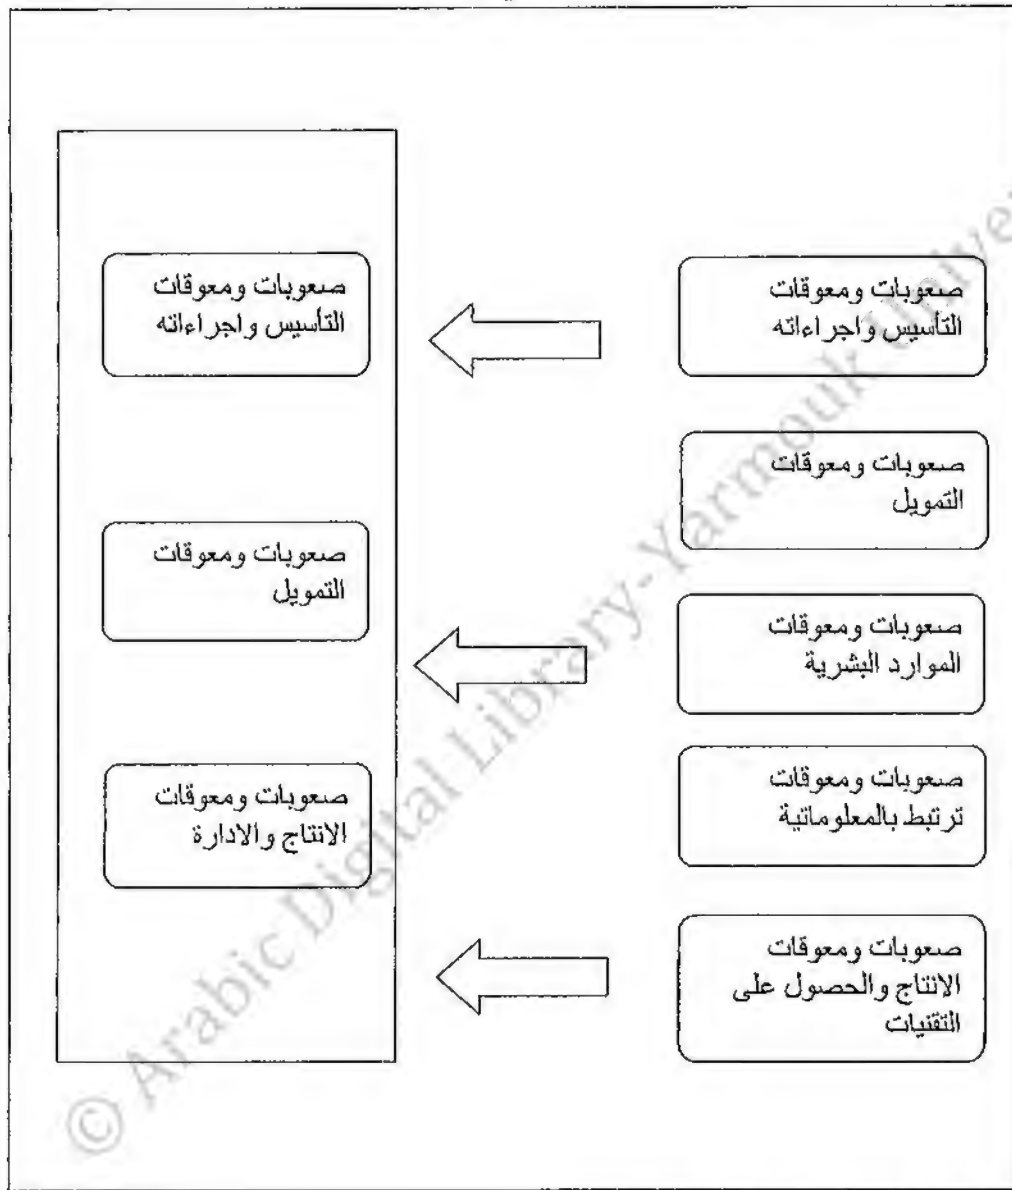 صعوبات ومعوقات
التأسيس واجراءاته
صعوبات ومعوقات
التمويل
صعوبات ومعوقات
الموارد البشرية
صعوبات ومعوقات
ترتبط بالمعلوماتية
صعوبات ومعوقات
الانتاج والحصول على
التقنيات
صعوبات ومعوقات
التأسيس واجراءاته
صعوبات ومعوقات
التمويل
صعوبات ومعوقات
الانتاج والادارة
© Arabic Digital Library-Yarmouk